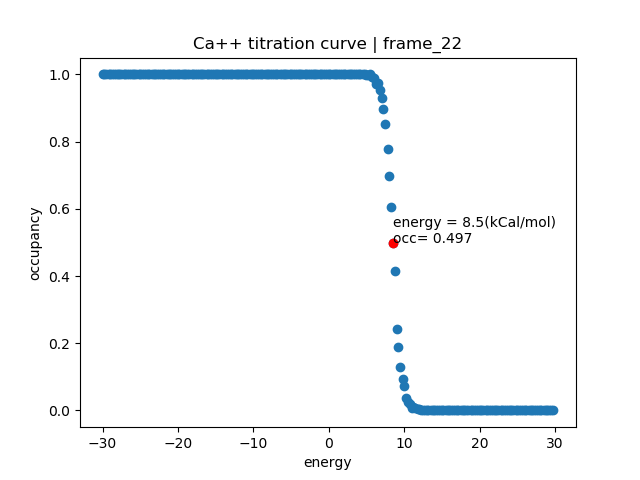 Ca++ titration curve | frame_22
1.0
0.8
0.6
0.4
0.2
0.0
occupancy
energy = 8.5(kCal/mol)
occ= 0.497
−30
−20
−10
0
10
20
30
energy